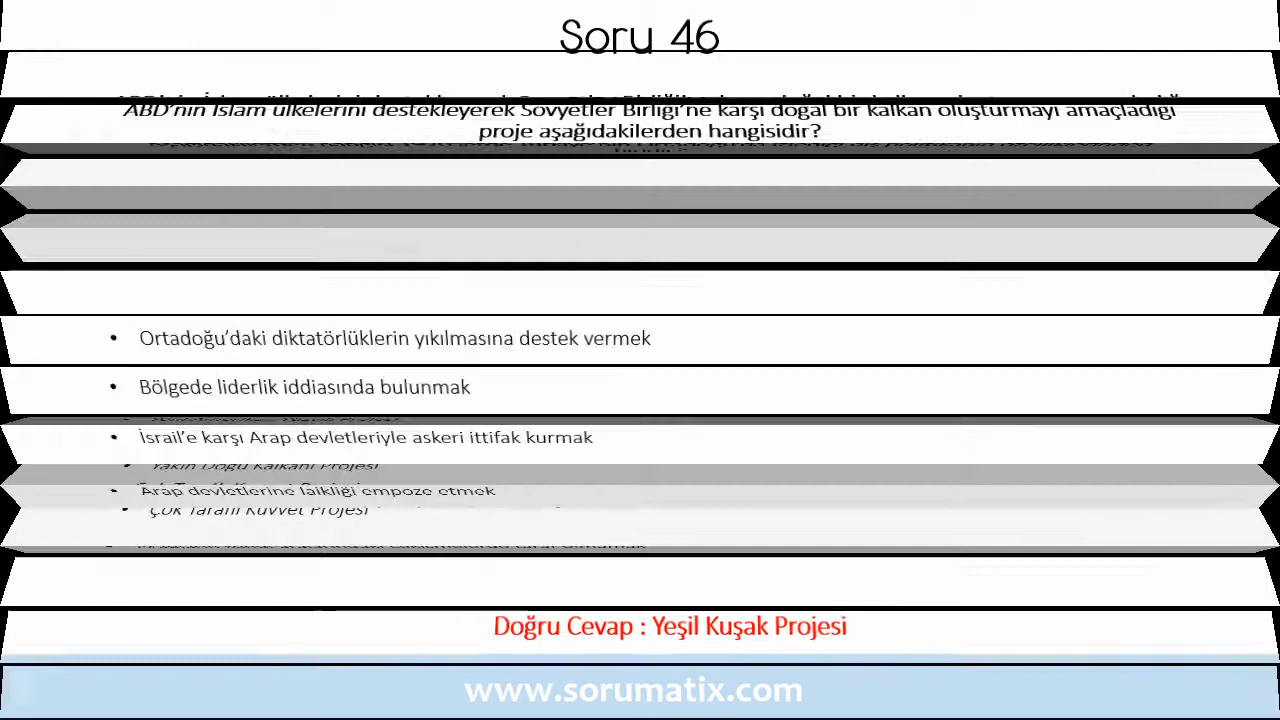 Soru 46
ABD'nin İslam ülkelerini destekleyerek Sovyetler Birliği'ne karşı doğal bir kalkan oluşturmayı amaçladığı
proje aşağıdakilerden hangisidir?
• Ortadoğu'daki diktatörlüklerin yıkılmasına destek vermek
• Bölgede liderlik iddiasında bulunmak
• İsrail'e karşı Arap devletleriyle askeri ittifak kurmak
• Yakın Doğu Kalkanı Projesi
• Arap devletlerine laikliği empoze etmek
• Çok Taraflı Kuvvet Projesi
Doğru Cevap : Yeşil Kuşak Projesi
www.sorumatix.com